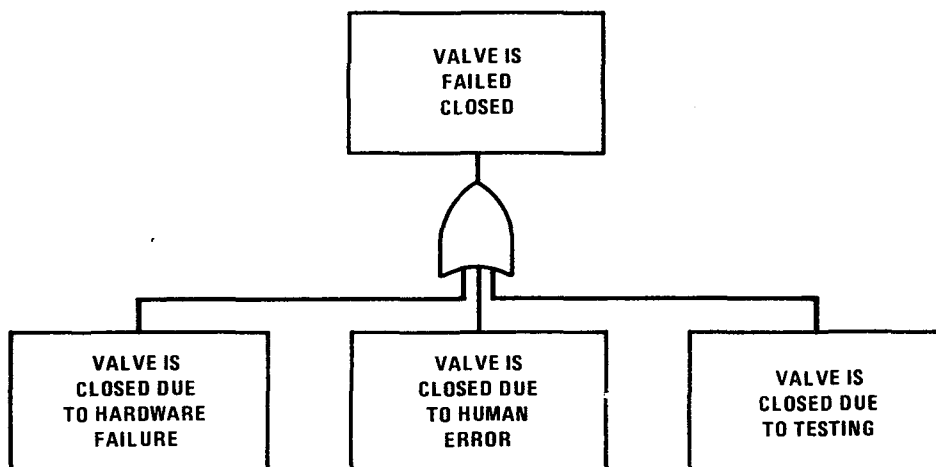 VALVE IS
FAILED
CLOSED
VALVE IS
CLOSED DUE
TO HARDWARE
FAILURE
VALVE IS
CLOSED DUE
TO HUMAN
ERROR
VALVE IS
CLOSED DUE
TO TESTING